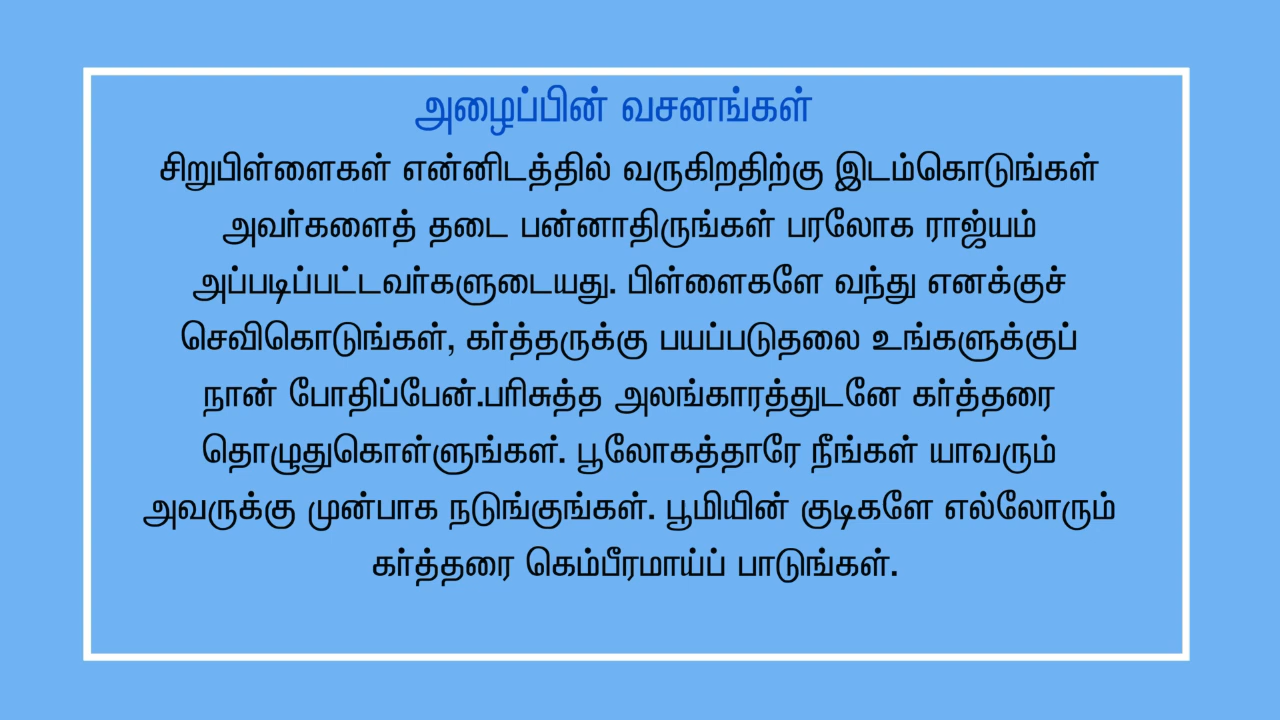 அழைப்பின் வசனங்கள்
சிறுபிள்ளைகள் என்னிடத்தில் வருகிறதிற்கு இடம்கொடுங்கள்
அவர்களைத் தடை பன்னாதிருங்கள் பரலோக ராஜ்யம்
அப்படிப்பட்டவர்களுடையது. பிள்ளைகளே வந்து எனக்குச்
செவிகொடுங்கள், கர்த்தருக்கு பயப்படுதலை உங்களுக்குப்
நான் போதிப்பேன்.பரிசுத்த அலங்காரத்துடனே கர்த்தரை
தொழுதுகொள்ளுங்கள். பூலோகத்தாரே நீங்கள் யாவரும்
அவருக்கு முன்பாக நடுங்குங்கள். பூமியின் குடிகளே எல்லோரும்
கர்த்தரை கெம்பீரமாய்ப் பாடுங்கள்.